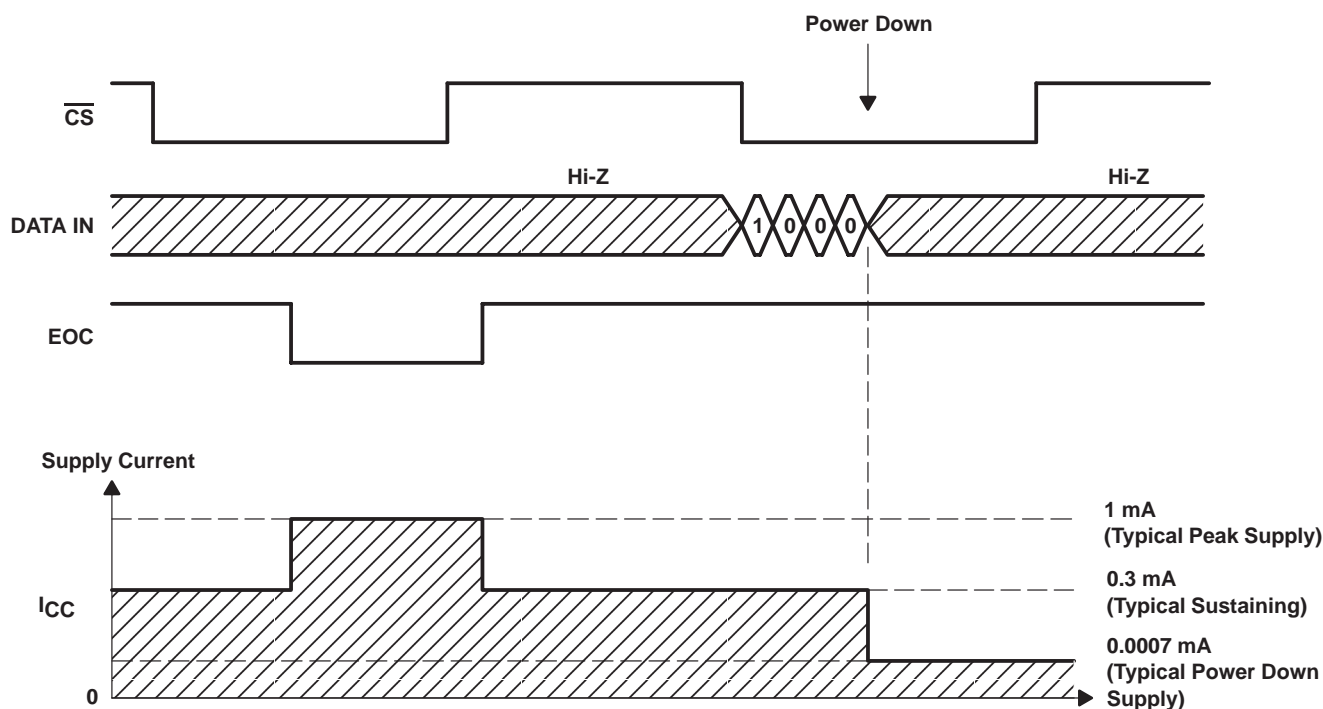 Power Down
CS
Hi-Z
Hi-Z
DATA IN
1 0 0 0
EOC
Supply Current
1 mA
(Typical Peak Supply)
0.3 mA
(Typical Sustaining)
ICC
0.0007 mA
(Typical Power Down
Supply)
0